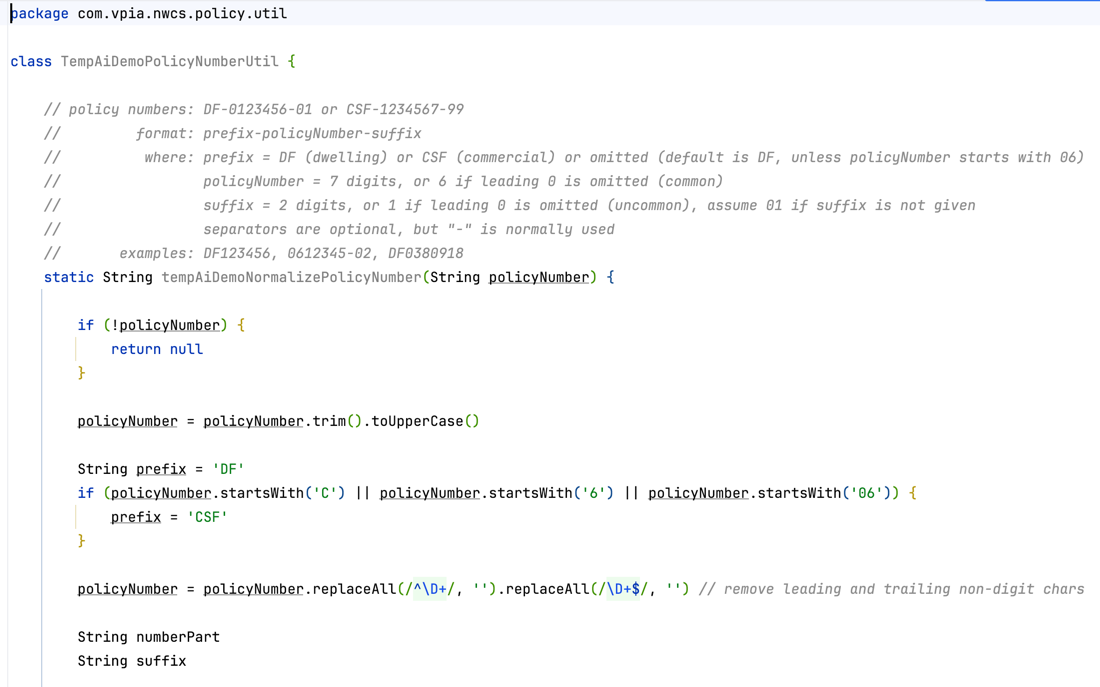 package com.vpia.nwcs.policy.util
class TempAiDemoPolicyNumberUtil {
// policy numbers: DF-0123456-01 or CSF-1234567-99
//         format: prefix-policyNumber-suffix
//          where: prefix = DF (dwelling) or CSF (commercial) or omitted (default is DF, unless policyNumber starts with 06)
//                 policyNumber = 7 digits, or 6 if leading 0 is omitted (common)
//                 suffix = 2 digits, or 1 if leading 0 is omitted (uncommon), assume 01 if suffix is not given
//                 separators are optional, but "-" is normally used
//       examples: DF123456, 0612345-02, DF0380918
static String tempAiDemoNormalizePolicyNumber(String policyNumber) {
if (!policyNumber) {
return null
}
policyNumber = policyNumber.trim().toUpperCase()
String prefix = 'DF'
if (policyNumber.startsWith('C') || policyNumber.startsWith('6') || policyNumber.startsWith('06')) {
prefix = 'CSF'
}
policyNumber = policyNumber.replaceAll(/^\D+/, '').replaceAll(/\D+$/, '') // remove leading and trailing non-digit chars
String numberPart
String suffix